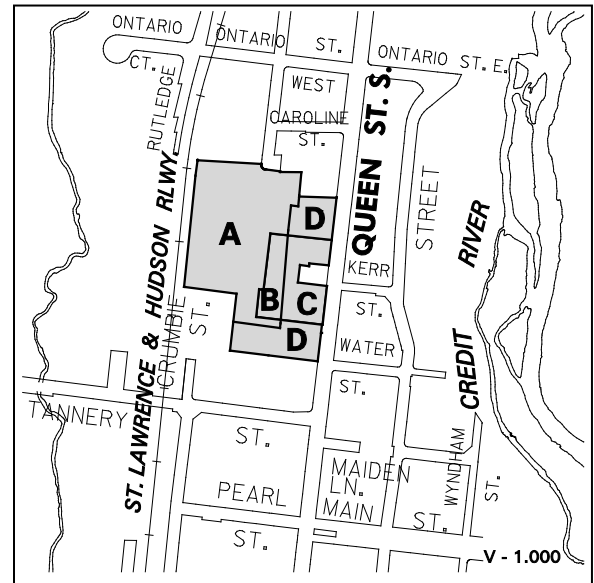 ONTARIO
ONTARIO ST.
ONTARIO ST. E.
CT.
RUTLEDGE
WEST
CAROLINE
ST.
QUEEN ST. S.
STREET
RIVER
CREDIT
ST. LAWRENCE & HUDSON RLWY.
A
D
B
C
D
KERR
ST.
CRUMBIE
ST.
WATER
ST.
TANNERY
ST.
MAIDEN
LN.
MAIN
ST.
WYNDHAM
ST.
PEARL
ST.
V - 1.000